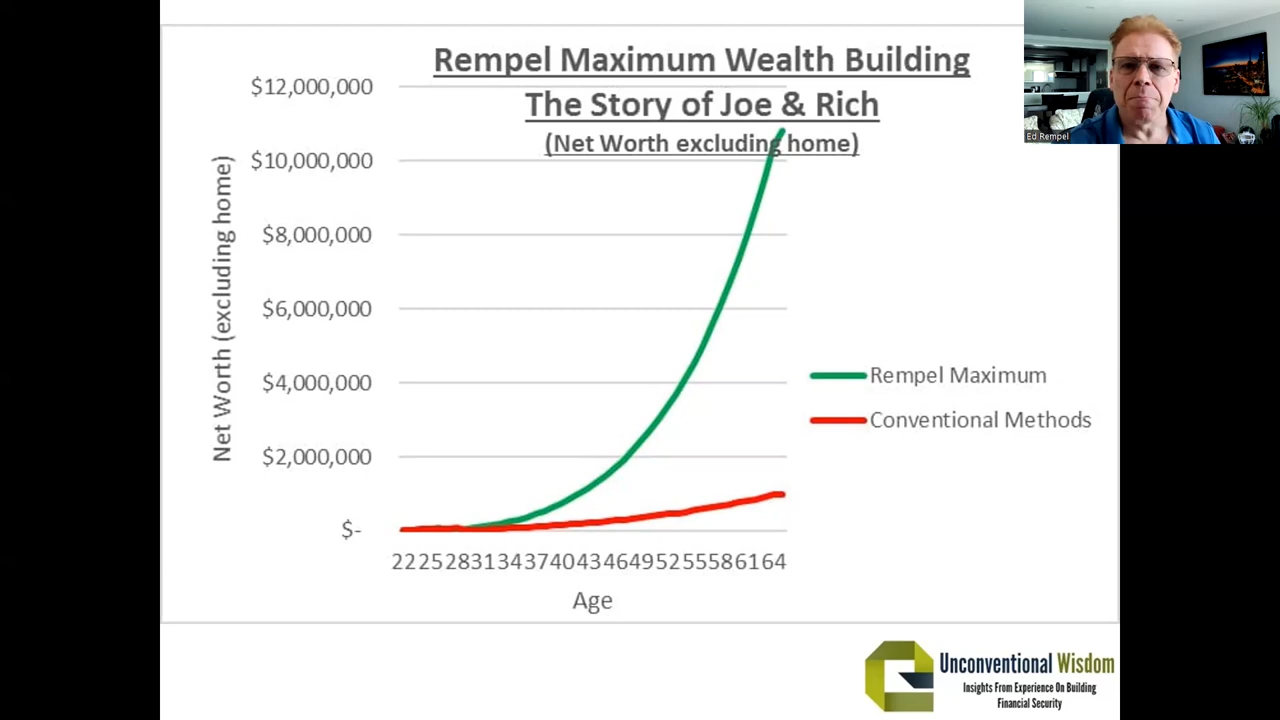 Rempel Maximum Wealth Building
The Story of Joe & Rich
(Net Worth excluding home)
Net Worth (excluding home)
$12,000,000
$10,000,000
$8,000,000
$6,000,000
$4,000,000
$2,000,000
$-
222528313437404346495255586164
Age
Rempel Maximum
Conventional Methods
Ed Rempel
Unconventional Wisdom
Insights From Experience On Building
Financial Security